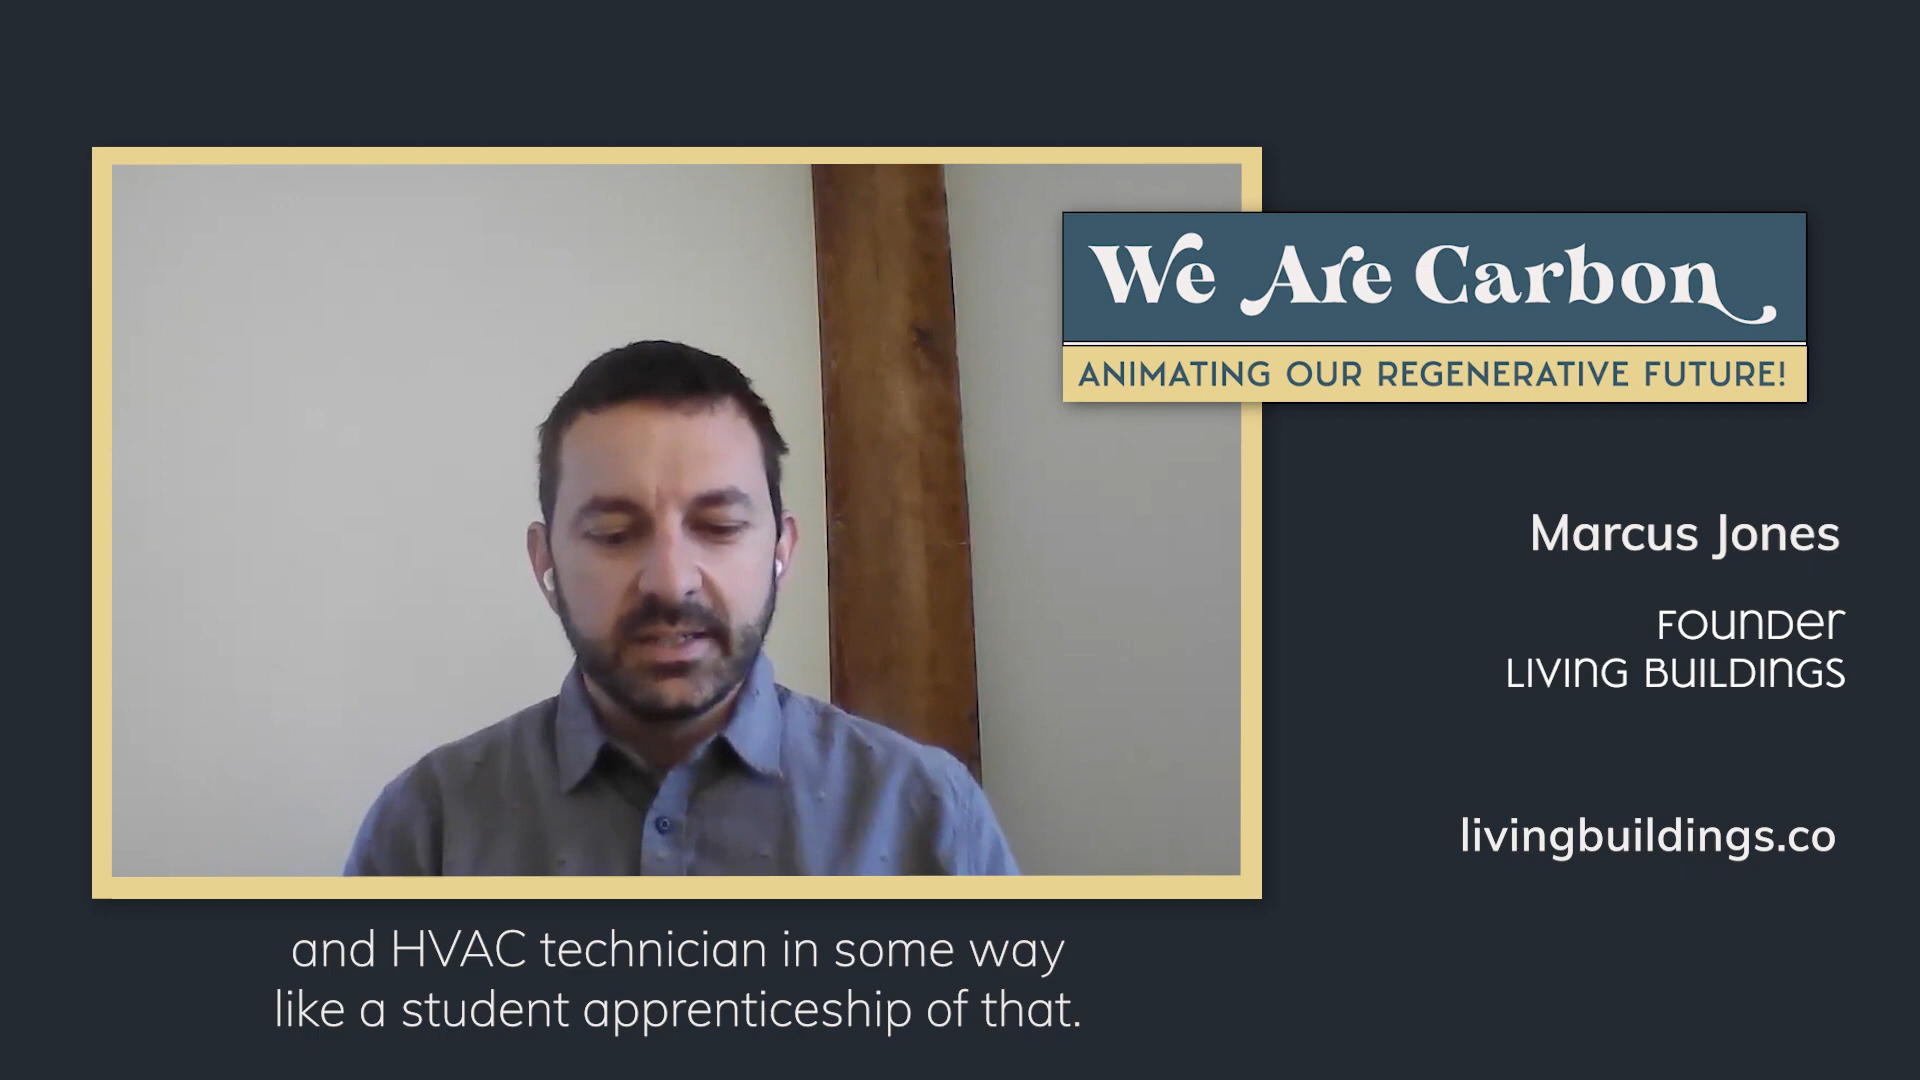 We Are Carbon
ANIMATING OUR REGENERATIVE FUTURE!
Marcus Jones
FOUNDER
LIVING BUILDINGS
livingbuildings.co
and HVAC technician in some way
like a student apprenticeship of that.